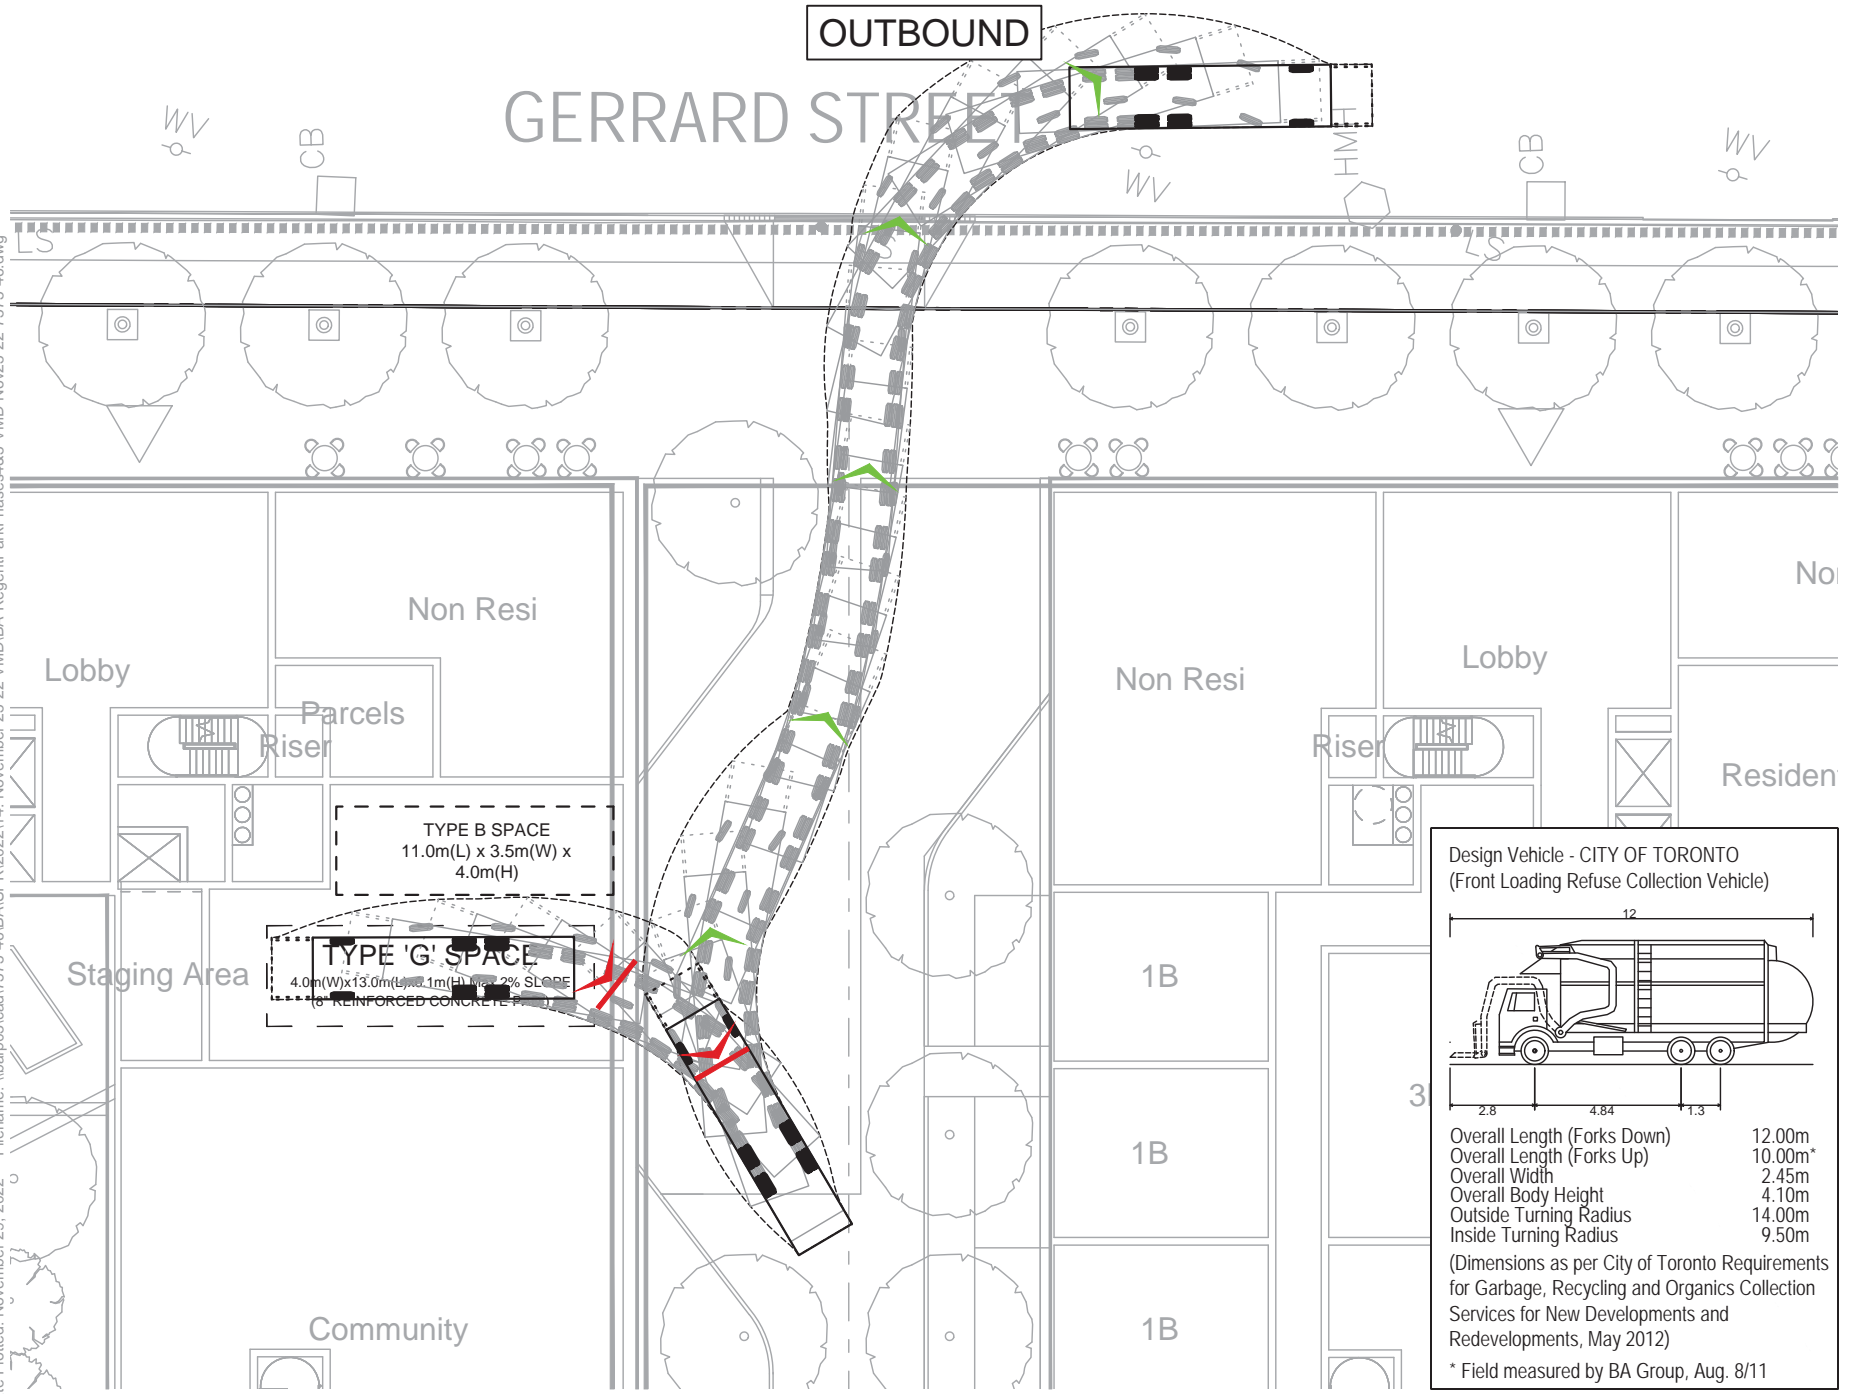 OUTBOUND
GERRARD STREET
WV
CB
HMH
WV
CB
WV
LS
LS
Non Resi
Lobby
Parcels
Riser
TYPE B SPACE
11.0m(L) x 3.5m(W) x
4.0m(H)
TYPE 'G' SPACE
(8" REINFORCED CONCRETE
Staging Area
Community
Non Resi
Lobby
Riser
1B
1B
1B
Design Vehicle - CITY OF TORONTO
(Front Loading Refuse Collection Vehicle)
12
2.8
4.84
1.3
Overall Length (Forks Down) 12.00m
Overall Length (Forks Up) 10.00m*
Overall Width 2.45m
Overall Body Height 4.10m
Outside Turning Radius 14.00m
Inside Turning Radius 9.50m
(Dimensions as per City of Toronto Requirements
for Garbage, Recycling and Organics Collection
Services for New Developments and
Redevelopments, May 2012)
* Field measured by BA Group, Aug. 8/11